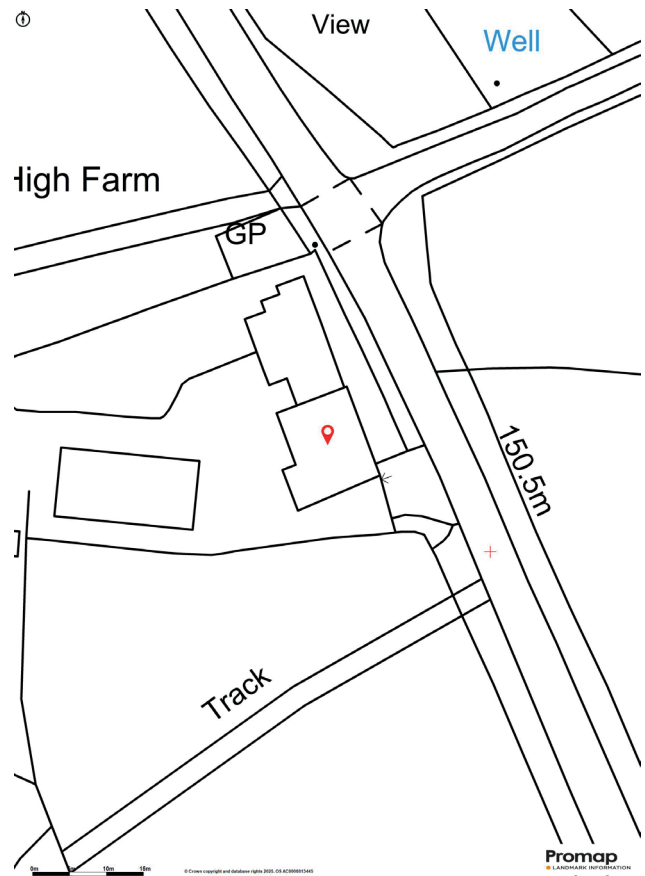 View
Well
High Farm
GP
150.5m
Track
0m 10m 15m
© Crown copyright and database rights 2025. OS AC0000813445
Promap
LANDMARK INFORMATION